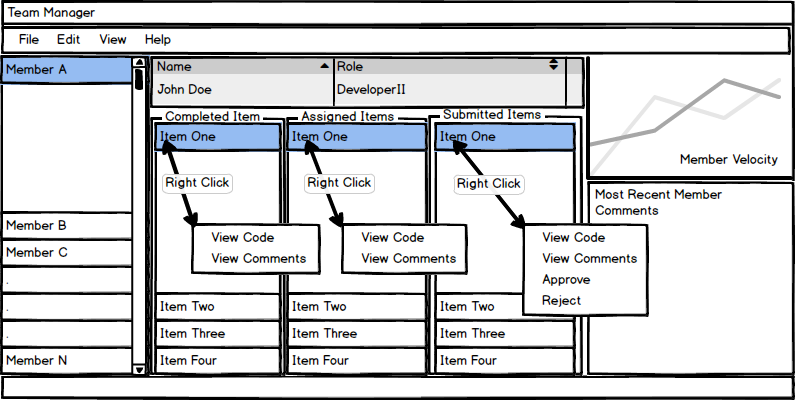 Team Manager
File Edit View Help
Member A
Member B
Member C
.
.
.
Member N
Name Role
John Doe DeveloperII
Completed Item
Item One
Right Click
View Code
View Comments
Item Two
Item Three
Item Four
Assigned Items
Item One
Right Click
View Code
View Comments
Item Two
Item Three
Item Four
Submitted Items
Item One
Right Click
View Code
View Comments
Approve
Reject
Item Two
Item Three
Item Four
Member Velocity
Most Recent Member
Comments